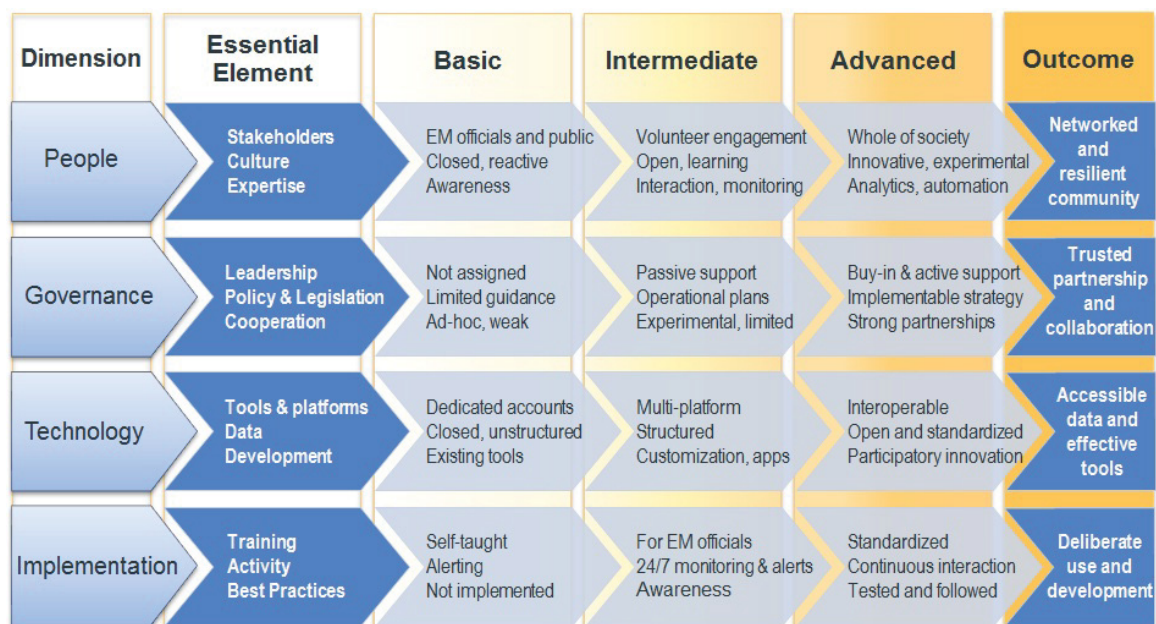 Dimension
Essential
Element
Basic
Intermediate
Advanced
Outcome
People
Stakeholders
Culture
Expertise
EM officials and public
Closed, reactive
Awareness
Volunteer engagement
Open, learning
Interaction, monitoring
Whole of society
Innovative, experimental
Analytics, automation
Networked
and
resilient
community
Governance
Leadership
Policy & Legislation
Cooperation
Not assigned
Limited guidance
Ad-hoc, weak
Passive support
Operational plans
Experimental, limited
Buy-in & active support
Implementable strategy
Strong partnerships
Trusted
partnership
and
collaboration
Technology
Tools & platforms
Data
Development
Dedicated accounts
Closed, unstructured
Existing tools
Multi-platform
Structured
Customization, apps
Interoperable
Open and standardized
Participatory innovation
Accessible
data and
effective
tools
Implementation
Training
Activity
Best Practices
Self-taught
Alerting
Not implemented
For EM officials
24/7 monitoring & alerts
Awareness
Standardized
Continuous interaction
Tested and followed
Deliberate
use and
development